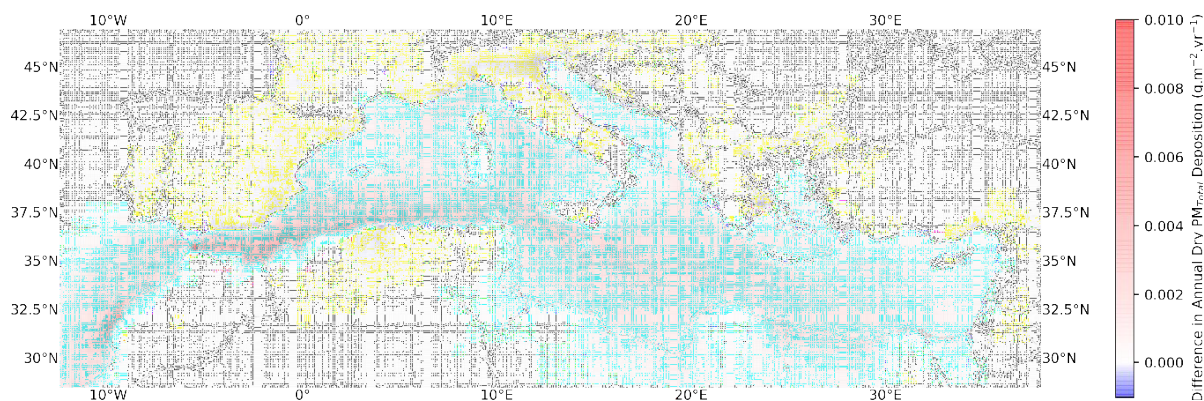 10°W 0° 10°E 20°E 30°E
45°N 45°N
42.5°N 42.5°N
40°N 40°N
37.5°N 37.5°N
35°N 35°N
32.5°N 32.5°N
30°N 30°N
10°W 0° 10°E 20°E 30°E
0.010
0.008
0.006
0.004
0.002
0.000
Difference in Annual Dry PM_Total Deposition (g.m⁻².yr⁻¹)